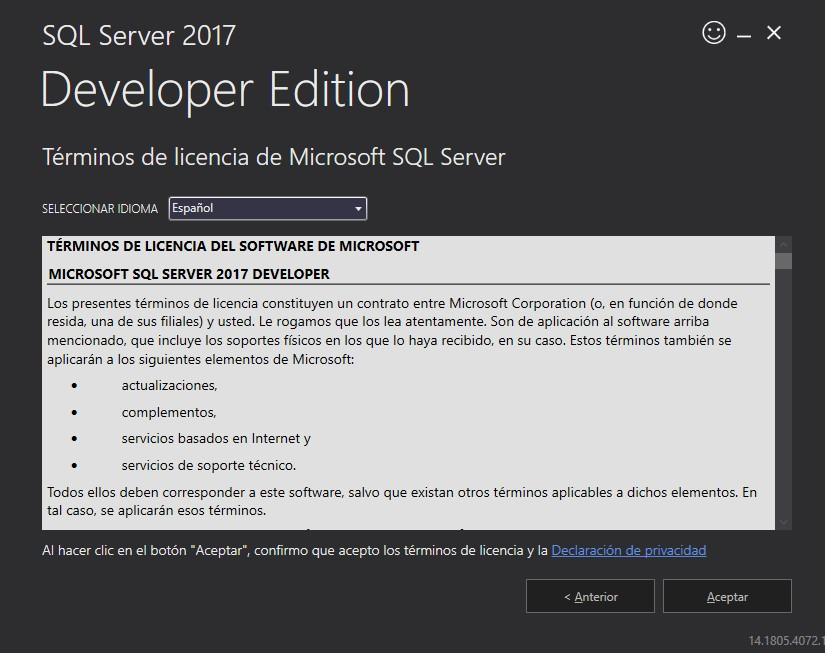 SQL Server 2017
Developer Edition
Términos de licencia de Microsoft SQL Server
SELECCIONAR IDIOMA Español
TÉRMINOS DE LICENCIA DEL SOFTWARE DE MICROSOFT
MICROSOFT SQL SERVER 2017 DEVELOPER
Los presentes términos de licencia constituyen un contrato entre Microsoft Corporation (o, en función de donde
resida, una de sus filiales) y usted. Le rogamos que los lea atentamente. Son de aplicación al software arriba
mencionado, que incluye los soportes físicos en los que lo haya recibido, en su caso. Estos términos también se
aplicarán a los siguientes elementos de Microsoft:
• actualizaciones,
• complementos,
• servicios basados en Internet y
• servicios de soporte técnico.
Todos ellos deben corresponder a este software, salvo que existan otros términos aplicables a dichos elementos. En
tal caso, se aplicarán esos términos.
Al hacer clic en el botón "Aceptar", confirmo que acepto los términos de licencia y la Declaración de privacidad
< Anterior
Aceptar
14.1805.4072.1